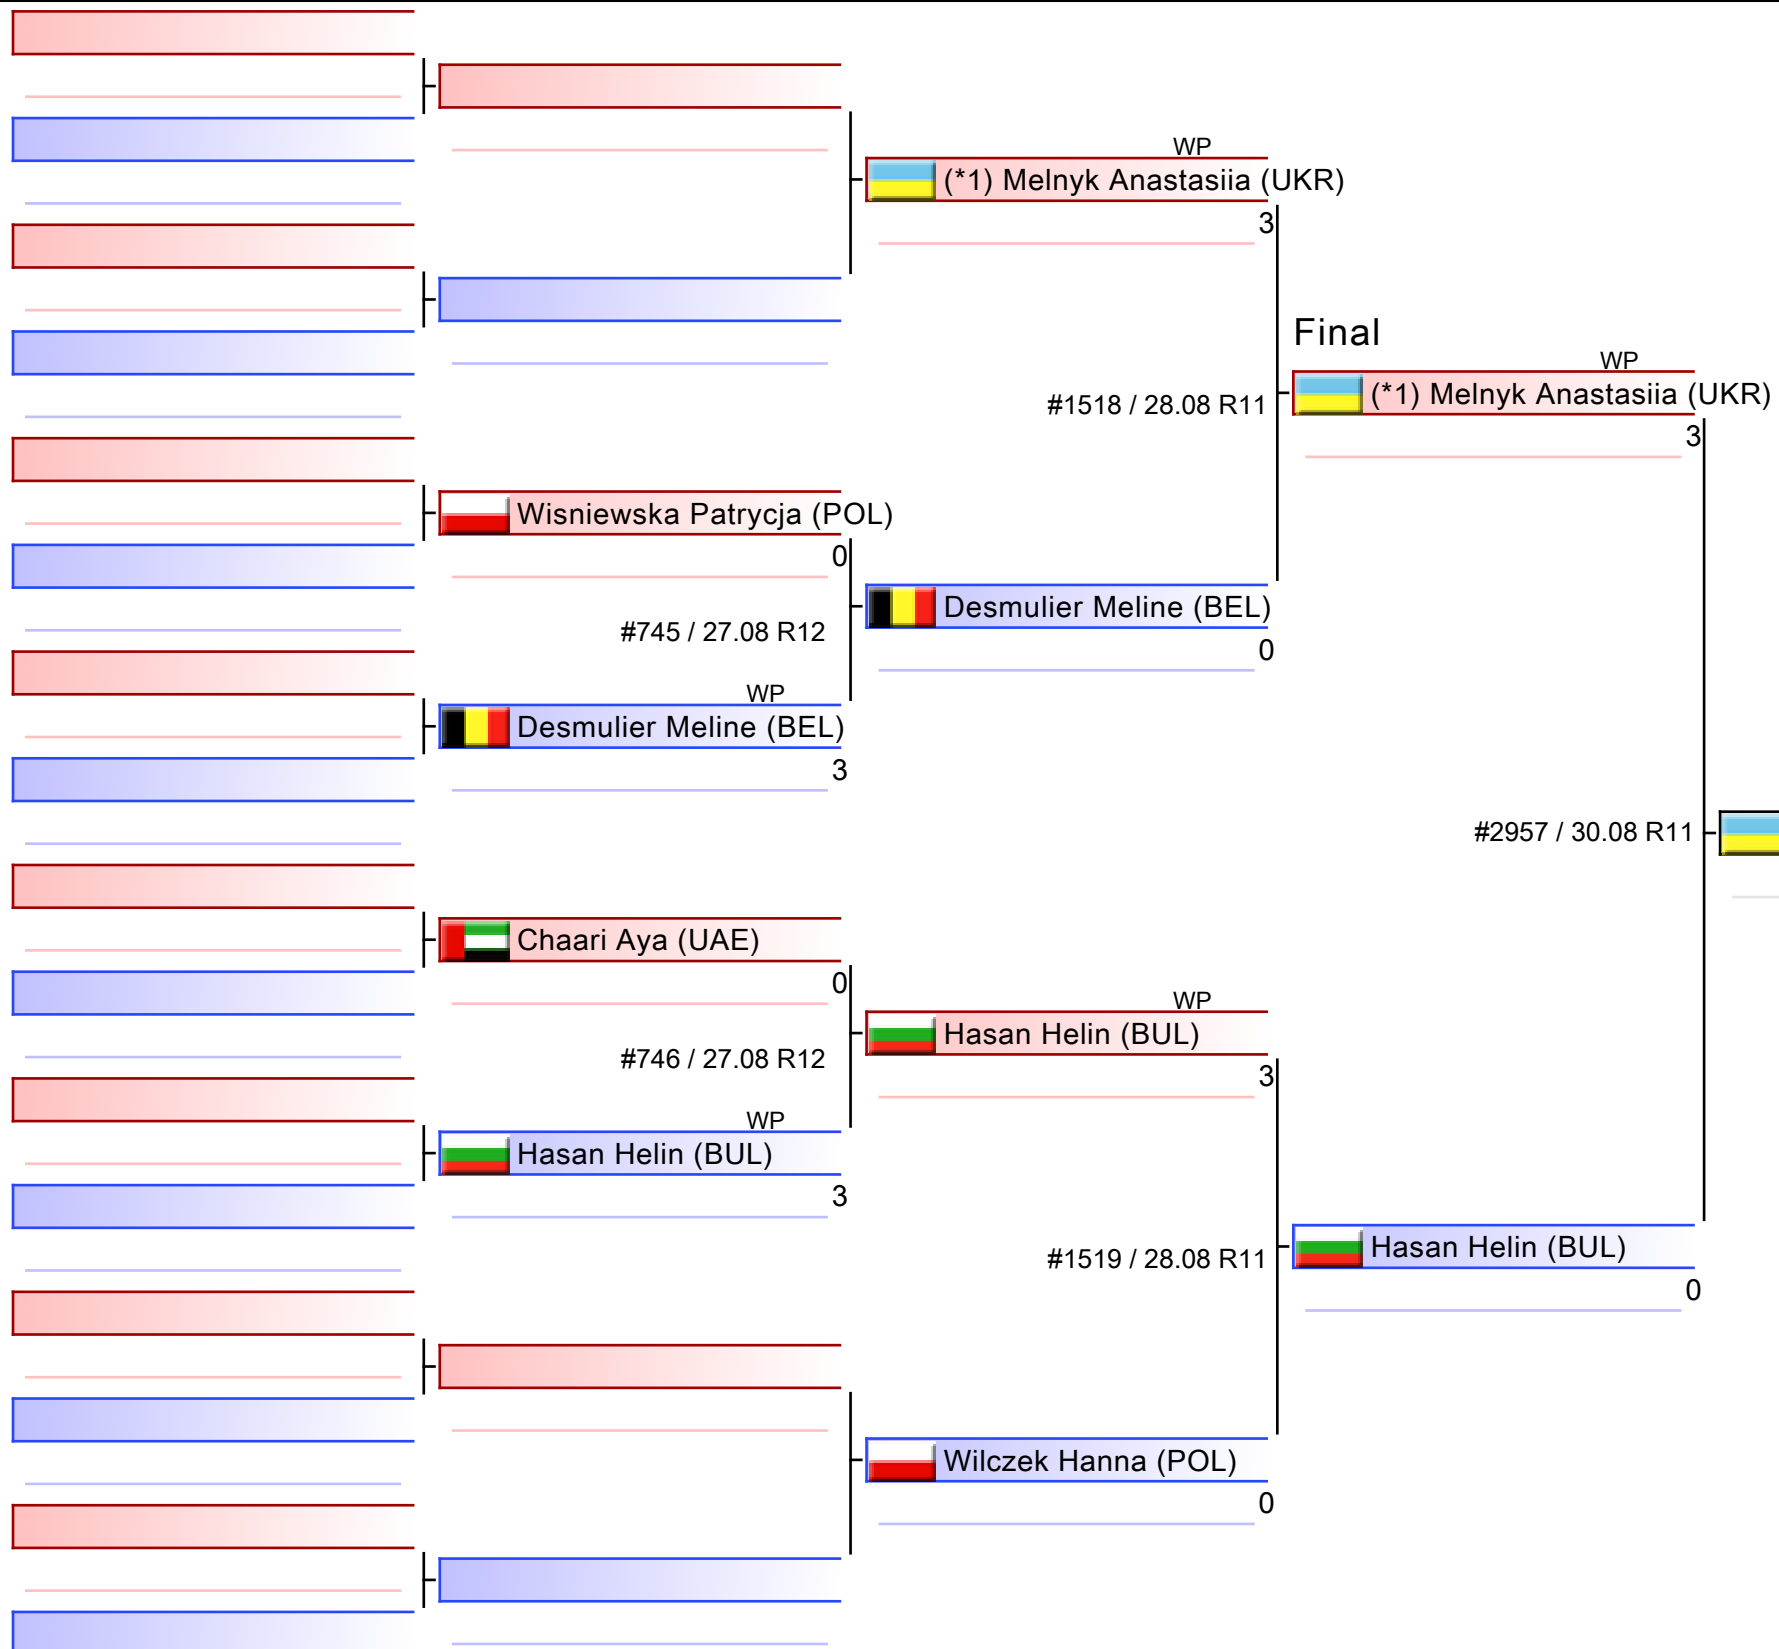 WP
(*1) Melnyk Anastasiia (UKR)
3
Final
WP
#1518 / 28.08 R11
(*1) Melnyk Anastasiia (UKR)
3
Wisniewska Patrycja (POL)
0
#745 / 27.08 R12
Desmulier Meline (BEL)
0
WP
Desmulier Meline (BEL)
3
#2957 / 30.08 R11
Chaari Aya (UAE)
0
WP
Hasan Helin (BUL)
3
#746 / 27.08 R12
WP
Hasan Helin (BUL)
3
#1519 / 28.08 R11
Hasan Helin (BUL)
0
Wilczek Hanna (POL)
0